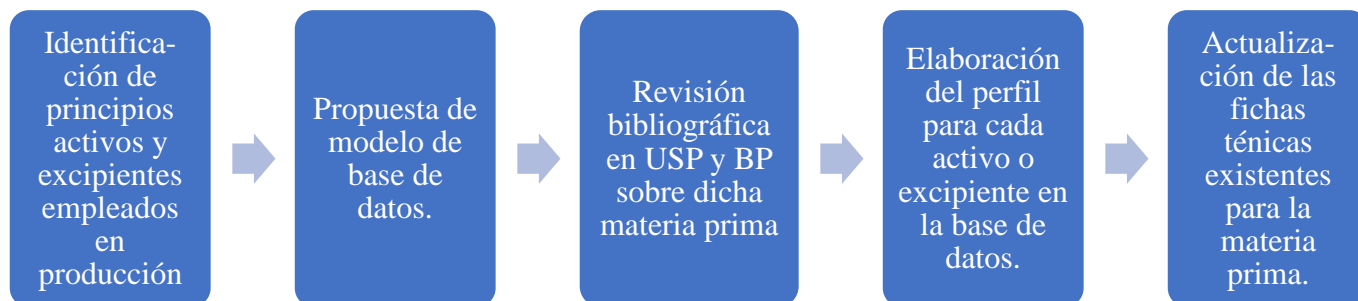 Identifica-
ción de
principios
activos y
excipientes
empleados
en
producción
Propuesta de
modelo de
base de
datos.
Revisión
bibliográfica
en USP y BP
sobre dicha
materia prima
Elaboración
del perfil
para cada
activo o
excipiente en
la base de
datos.
Actualiza-
ción de las
fichas
ténicas
existentes
para la
materia
prima.